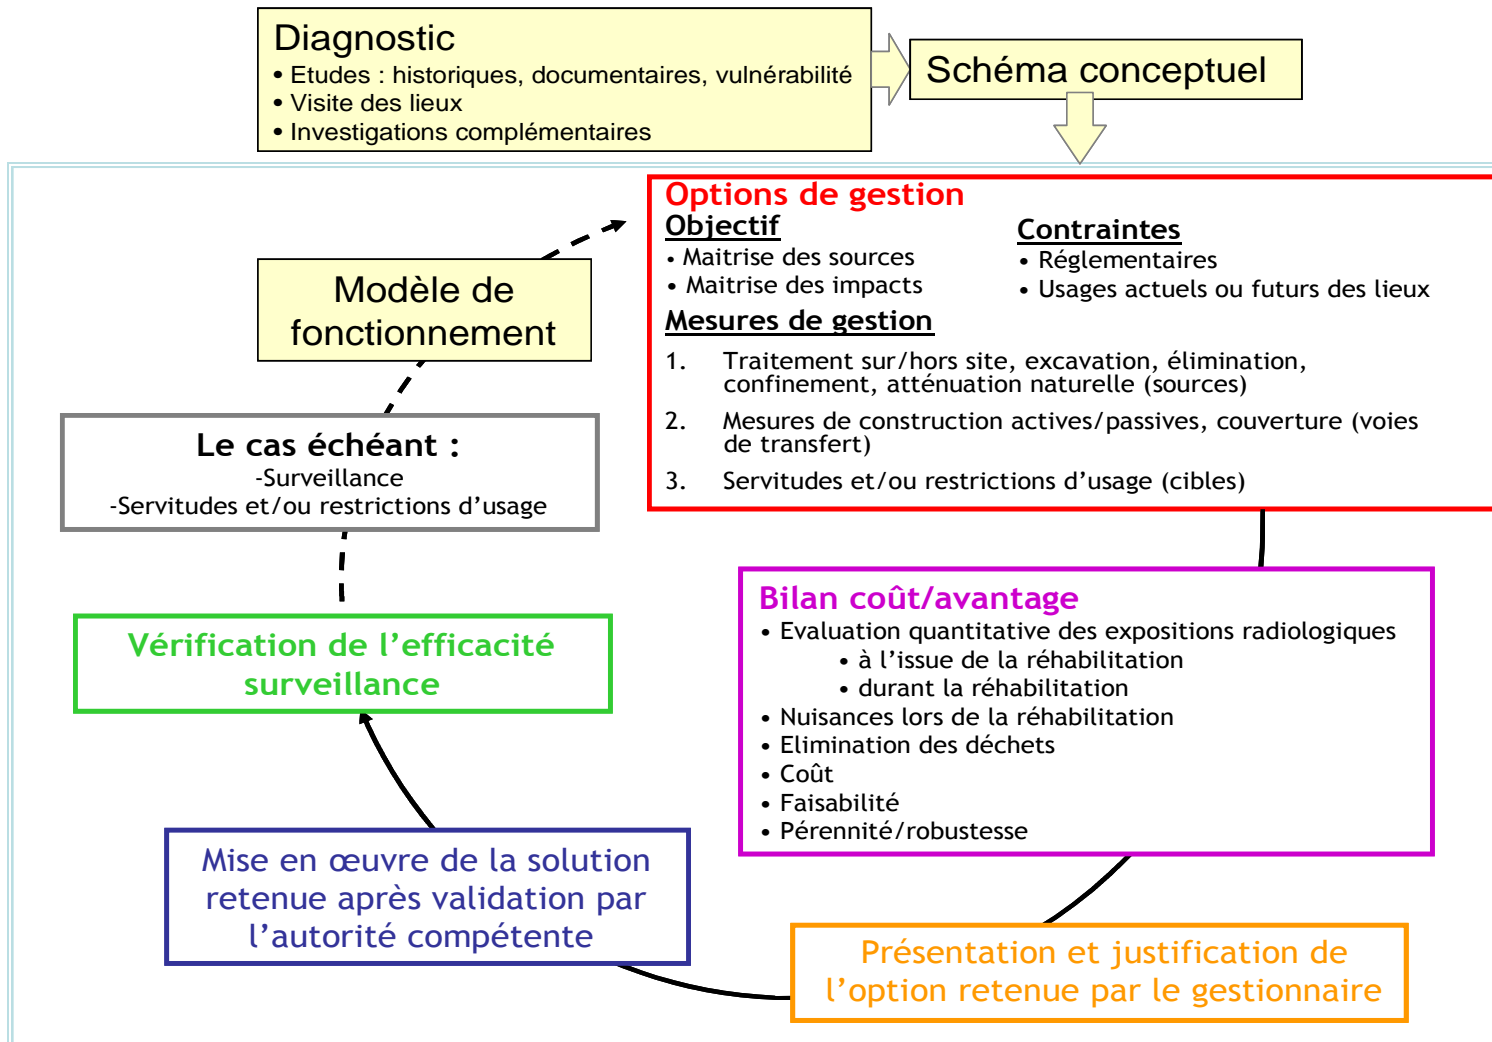 Diagnostic
• Etudes : historiques, documentaires, vulnérabilité
• Visite des lieux
• Investigations complémentaires
Schéma conceptuel
Options de gestion
Objectif
• Maitrise des sources
• Maitrise des impacts
Contraintes
• Réglementaires
• Usages actuels ou futurs des lieux
Mesures de gestion
1. Traitement sur/hors site, excavation, élimination,
confinement, atténuation naturelle (sources)
2. Mesures de construction actives/passives, couverture (voies
de transfert)
3. Servitudes et/ou restrictions d’usage (cibles)
Modèle de
fonctionnement
Le cas échéant :
-Surveillance
-Servitudes et/ou restrictions d’usage
Vérification de l’efficacité
surveillance
Bilan coût/avantage
• Evaluation quantitative des expositions radiologiques
• à l’issue de la réhabilitation
• durant la réhabilitation
• Nuisances lors de la réhabilitation
• Elimination des déchets
• Coût
• Faisabilité
• Pérennité/robustesse
Mise en œuvre de la solution
retenue après validation par
l’autorité compétente
Présentation et justification de
l’option retenue par le gestionnaire